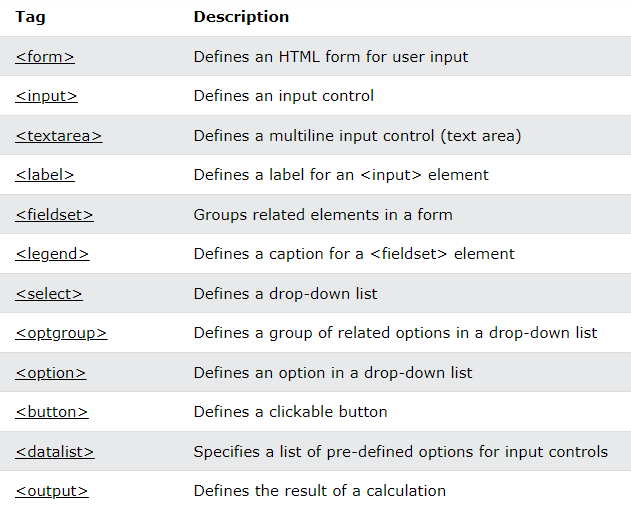 Tag Description
<form> Defines an HTML form for user input
<input> Defines an input control
<textarea> Defines a multiline input control (text area)
<label> Defines a label for an <input> element
<fieldset> Groups related elements in a form
<legend> Defines a caption for a <fieldset> element
<select> Defines a drop-down list
<optgroup> Defines a group of related options in a drop-down list
<option> Defines an option in a drop-down list
<button> Defines a clickable button
<datalist> Specifies a list of pre-defined options for input controls
<output> Defines the result of a calculation